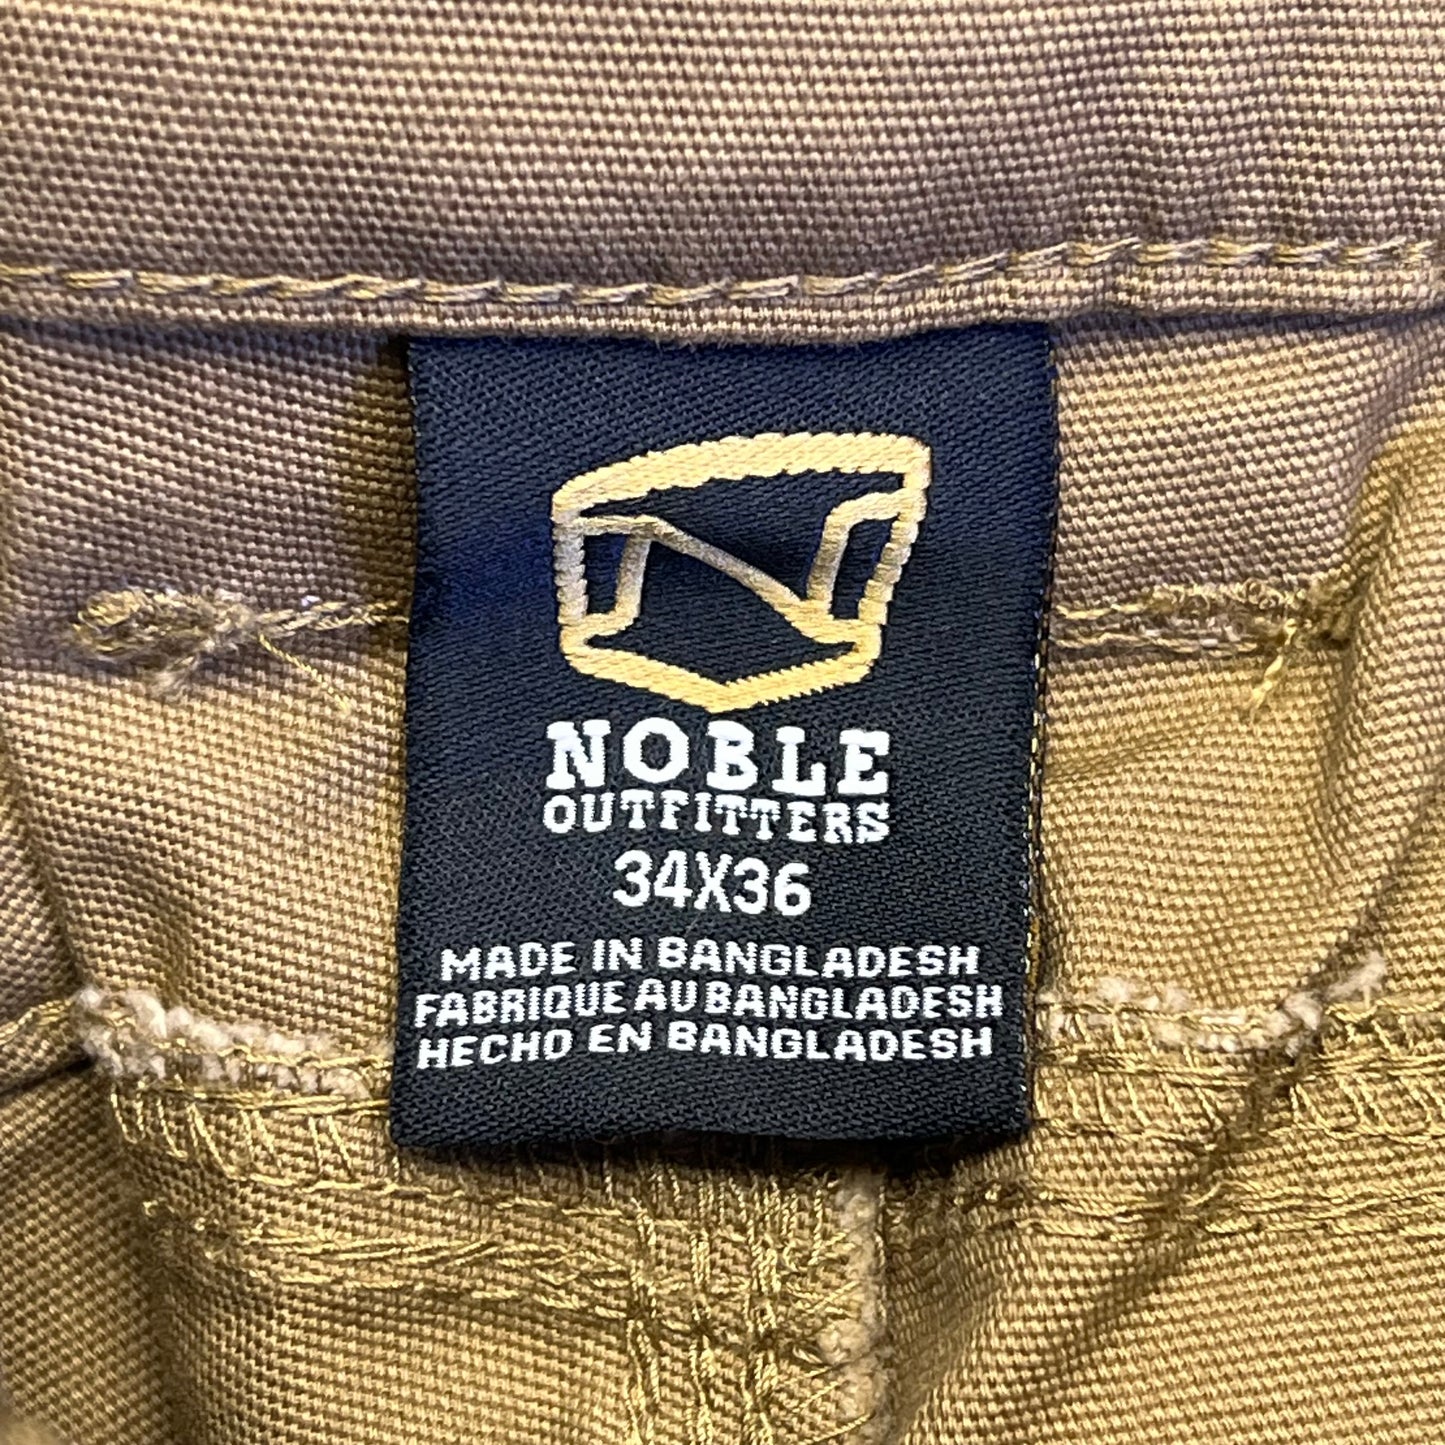 NOBLE
OUTFITTERS
34X36
MADE IN BANGLADESH
FABRIQUE AU BANGLADESH
HECHO EN BANGLADESH